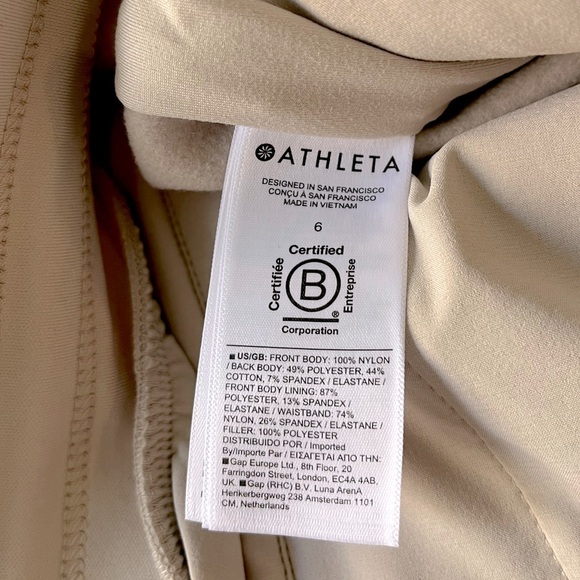 ATHLETA
DESIGNED IN SAN FRANCISCO
CONÇU À SAN FRANCISCO
MADE IN VIETNAM
6
Certified
Certifiée
B
Entreprise
®
Corporation
US/GB: FRONT BODY: 100% NYLON
/ BACK BODY: 49% POLYESTER, 44%
COTTON, 7% SPANDEX / ELASTANE /
FRONT BODY LINING: 87%
POLYESTER, 13% SPANDEX /
ELASTANE / WAISTBAND: 74%
NYLON, 26% SPANDEX / ELASTANE /
FILLER: 100% POLYESTER
DISTRIBUIDO POR / Imported
By/Importe Par / ΕΙΣΑΓΕΤΑΙ ΑΠΟ ΤΗΝ:
Gap Europe Ltd., 8th Floor, 20
Farringdon Street, London, EC4A 4AB,
UK. Gap (RHC) B.V. Luna ArenA
Henkerbergweg 238 Amsterdam 1101
CM, Netherlands